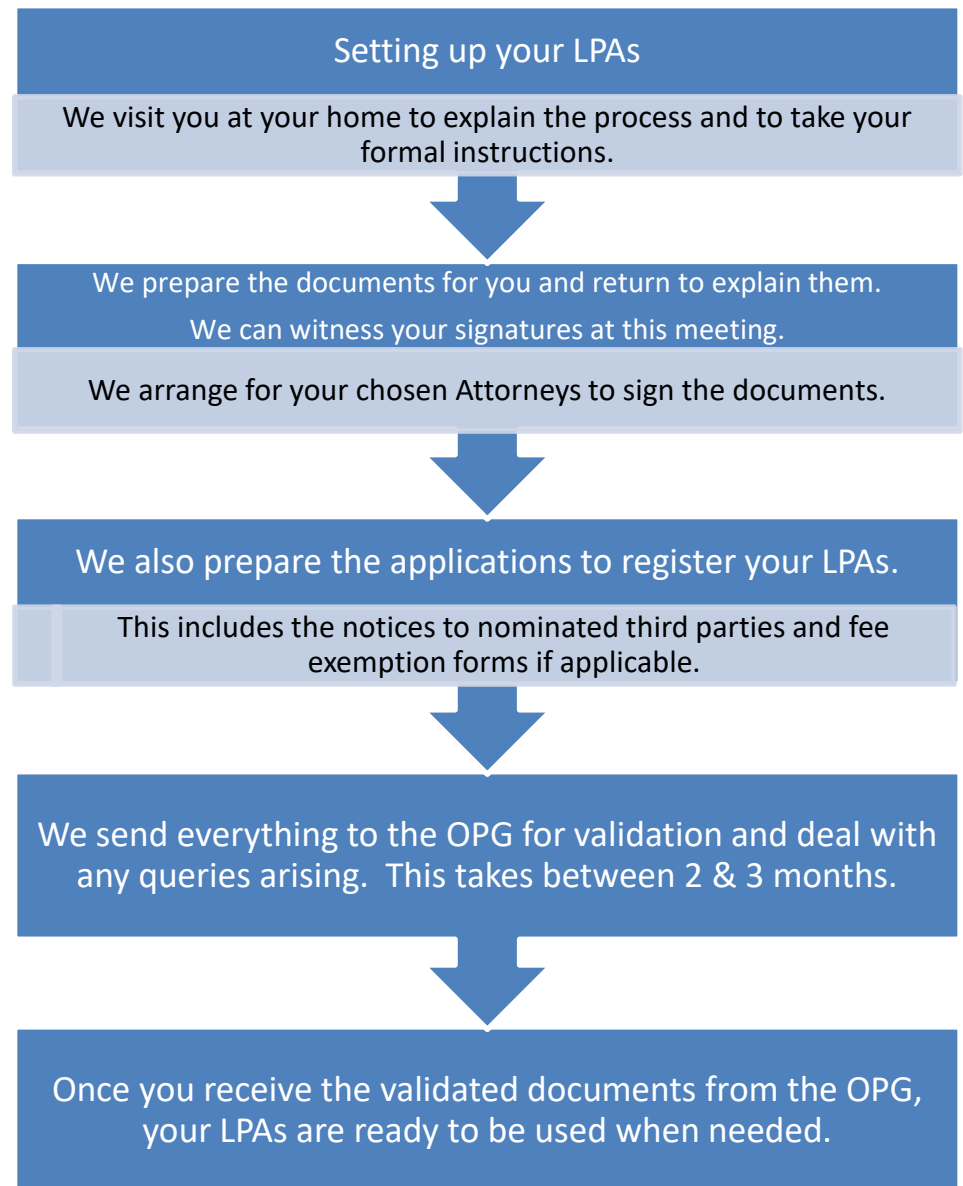 Setting up your LPAs
We visit you at your home to explain the process and to take your
formal instructions.
We prepare the documents for you and return to explain them.
We can witness your signatures at this meeting.
We arrange for your chosen Attorneys to sign the documents.
We also prepare the applications to register your LPAs.
This includes the notices to nominated third parties and fee
exemption forms if applicable.
We send everything to the OPG for validation and deal with
any queries arising.  This takes between 2 & 3 months.
Once you receive the validated documents from the OPG,
your LPAs are ready to be used when needed.